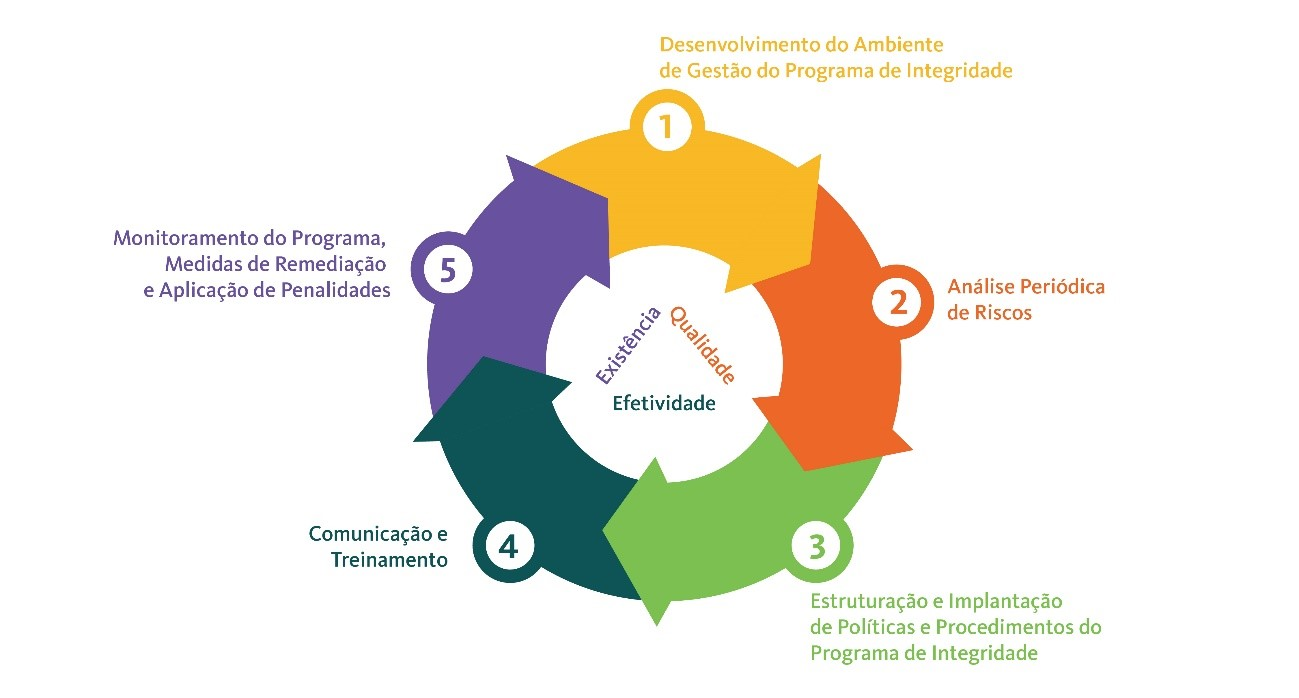 Desenvolvimento do Ambiente
de Gestão do Programa de Integridade
1
2
Análise Periódica
de Riscos
3
Estruturação e Implantação
de Políticas e Procedimentos do
Programa de Integridade
4
Comunicação e
Treinamento
5
Monitoramento do Programa,
Medidas de Remediação
e Aplicação de Penalidades
Existência
Qualidade
Efetividade